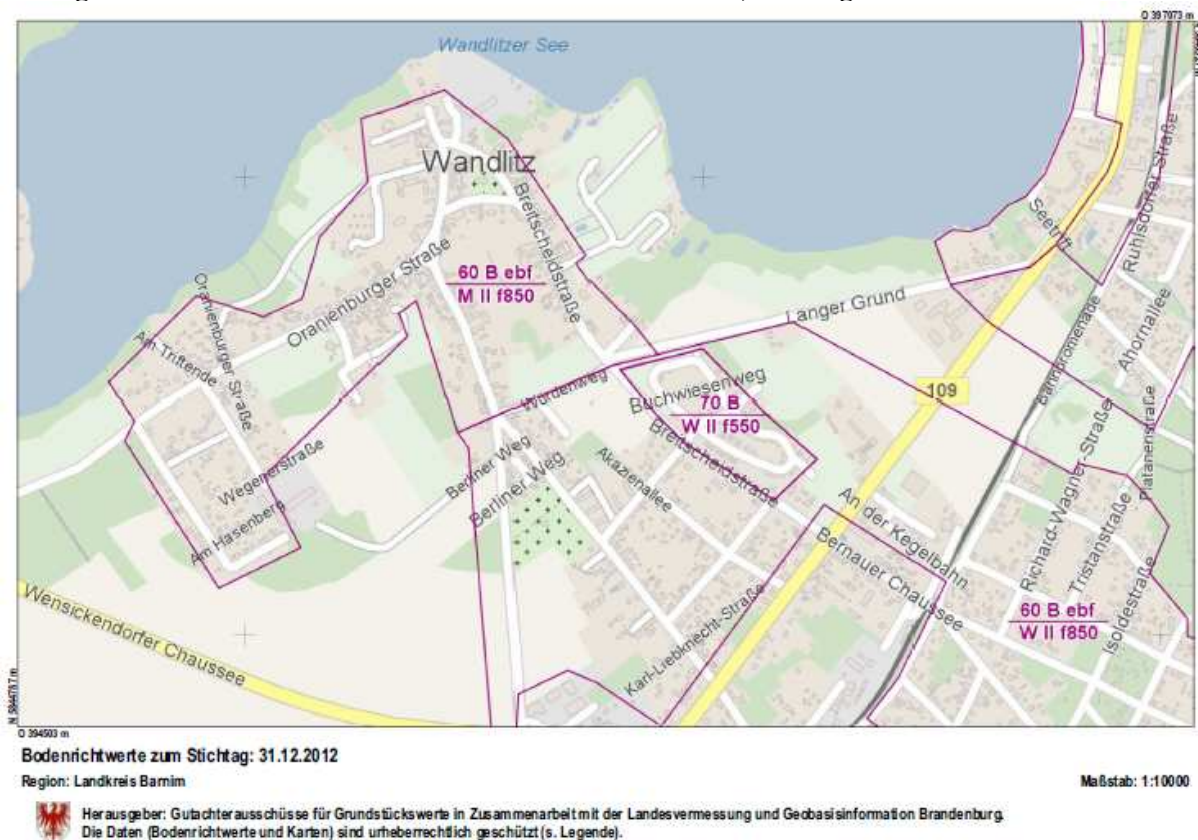 O 397073 m
Wandlitzer See
Wandlitz
Breitscheidstraße
Ruhlsdorfer Straße
Seetrift
Oranienburger Straße
60 B ebf
M II f850
Oranienburger Straße
Langer Grund
Am Triftende
Bahnpromenade
Ahornallee
Wurdenweg
Buchwiesenweg
109
70 B
W II f550
Platanenstraße
Richard-Wagner-Straße
Breitscheidstraße
Wegenerstraße
Berliner Weg
Berliner Weg
Akazienallee
An der Kegelbahn
Am Hasenberg
Bernauer Chaussee
Tristanstraße
Isoldestraße
60 B ebf
W II f850
Wensickendorfer Chaussee
Karl-Liebknecht-Straße
N 5844787 m
O 394503 m
Bodenrichtwerte zum Stichtag: 31.12.2012
Region: Landkreis Barnim
Maßstab: 1:10000
Herausgeber: Gutachterausschüsse für Grundstückswerte in Zusammenarbeit mit der Landesvermessung und Geobasisinformation Brandenburg.
Die Daten (Bodenrichtwerte und Karten) sind urheberrechtlich geschützt (s. Legende).